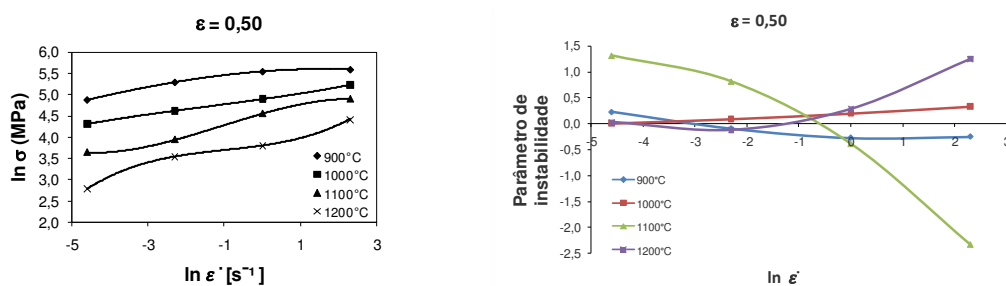 ε = 0,50
ln σ (MPa)
6,0
5,5
5,0
4,5
4,0
3,5
3,0
2,5
2,0
900°C
1000°C
1100°C
1200°C
-5 -3 -1 1 3
ln ε˙ [s⁻¹]
ε = 0,50
Parâmetro de
instabilidade
1,5
1,0
0,5
0,0
-0,5
-1,0
-1,5
-2,0
-2,5
-5 -4 -3 -2 -1 0 1 2 3
900°C
1000°C
1100°C
1200°C
ln ε˙